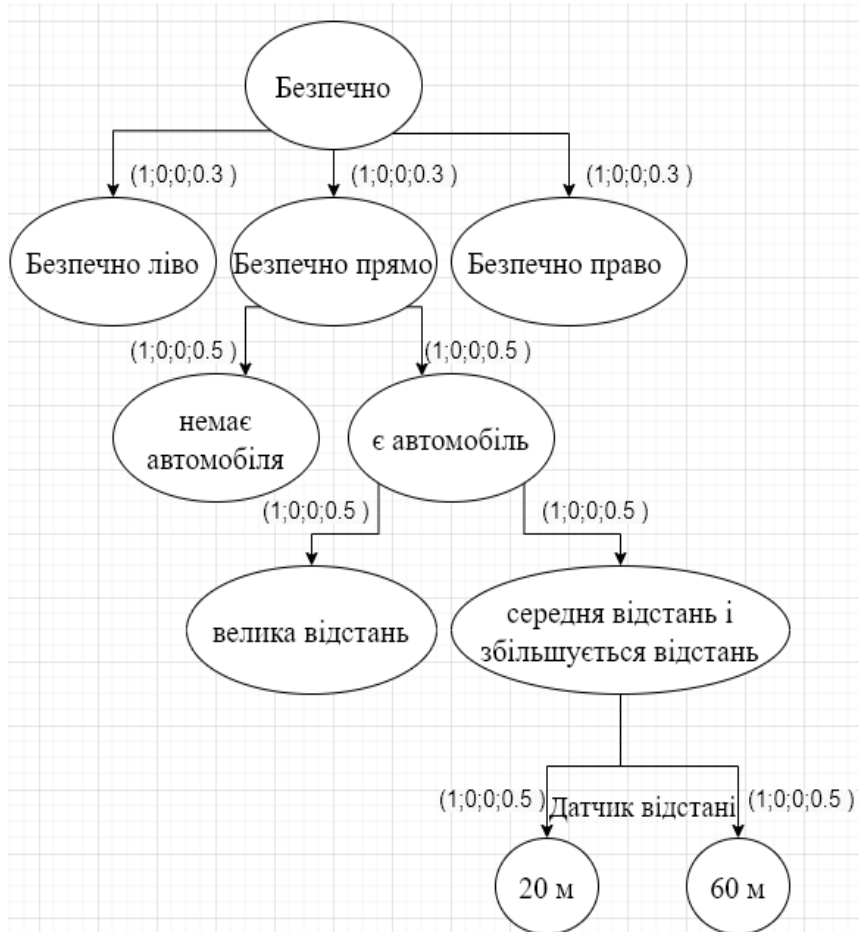 Безпечно
(1;0;0;0.3 )
(1;0;0;0.3 )
(1;0;0;0.3 )
Безпечно ліво
Безпечно прямо
Безпечно право
(1;0;0;0.5 )
(1;0;0;0.5 )
немає
автомобіля
є автомобіль
(1;0;0;0.5 )
(1;0;0;0.5 )
велика відстань
середня відстань і
збільшується відстань
(1;0;0;0.5 )
Датчик відстані
(1;0;0;0.5 )
20 м
60 м